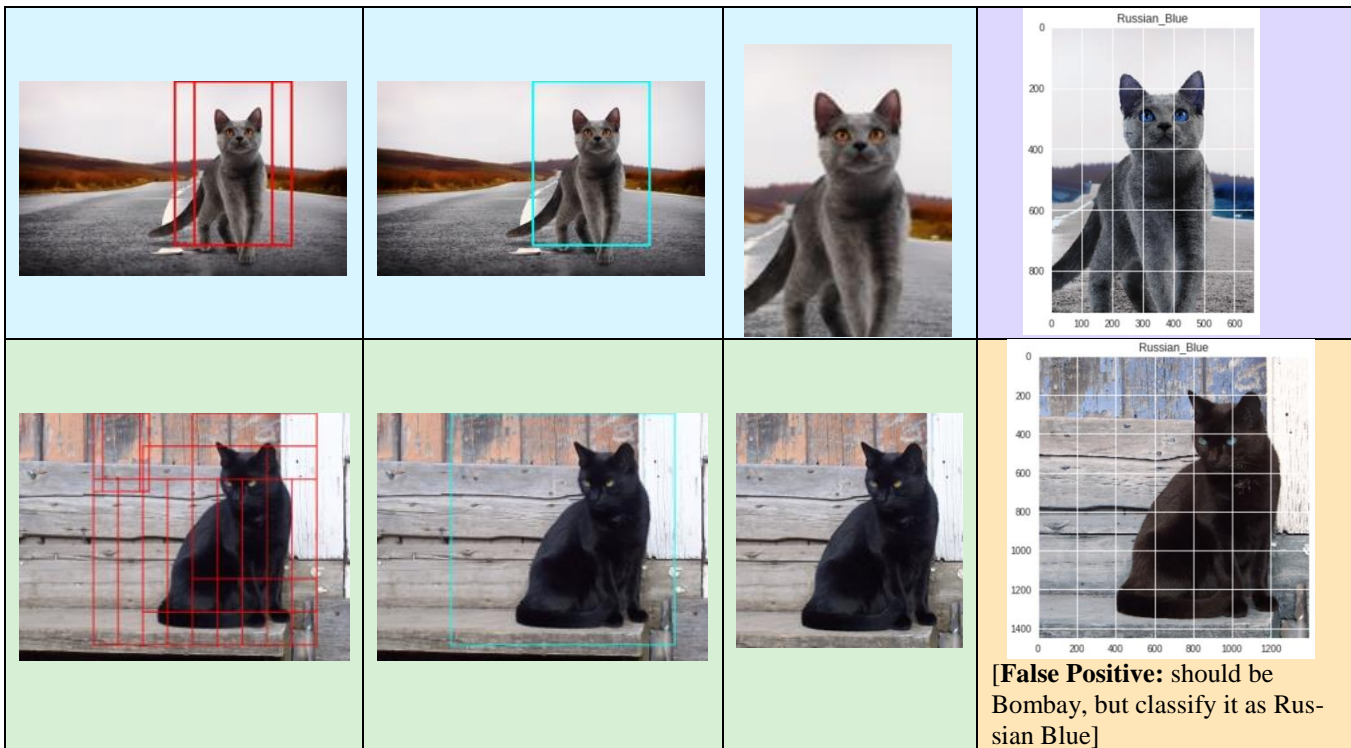 Russian_Blue
0
200
400
600
800
0 100 200 300 400 500 600
Russian_Blue
0
200
400
600
800
1000
1200
1400
0 200 400 600 800 1000 1200
[False Positive: should be
Bombay, but classify it as Rus-
sian Blue]